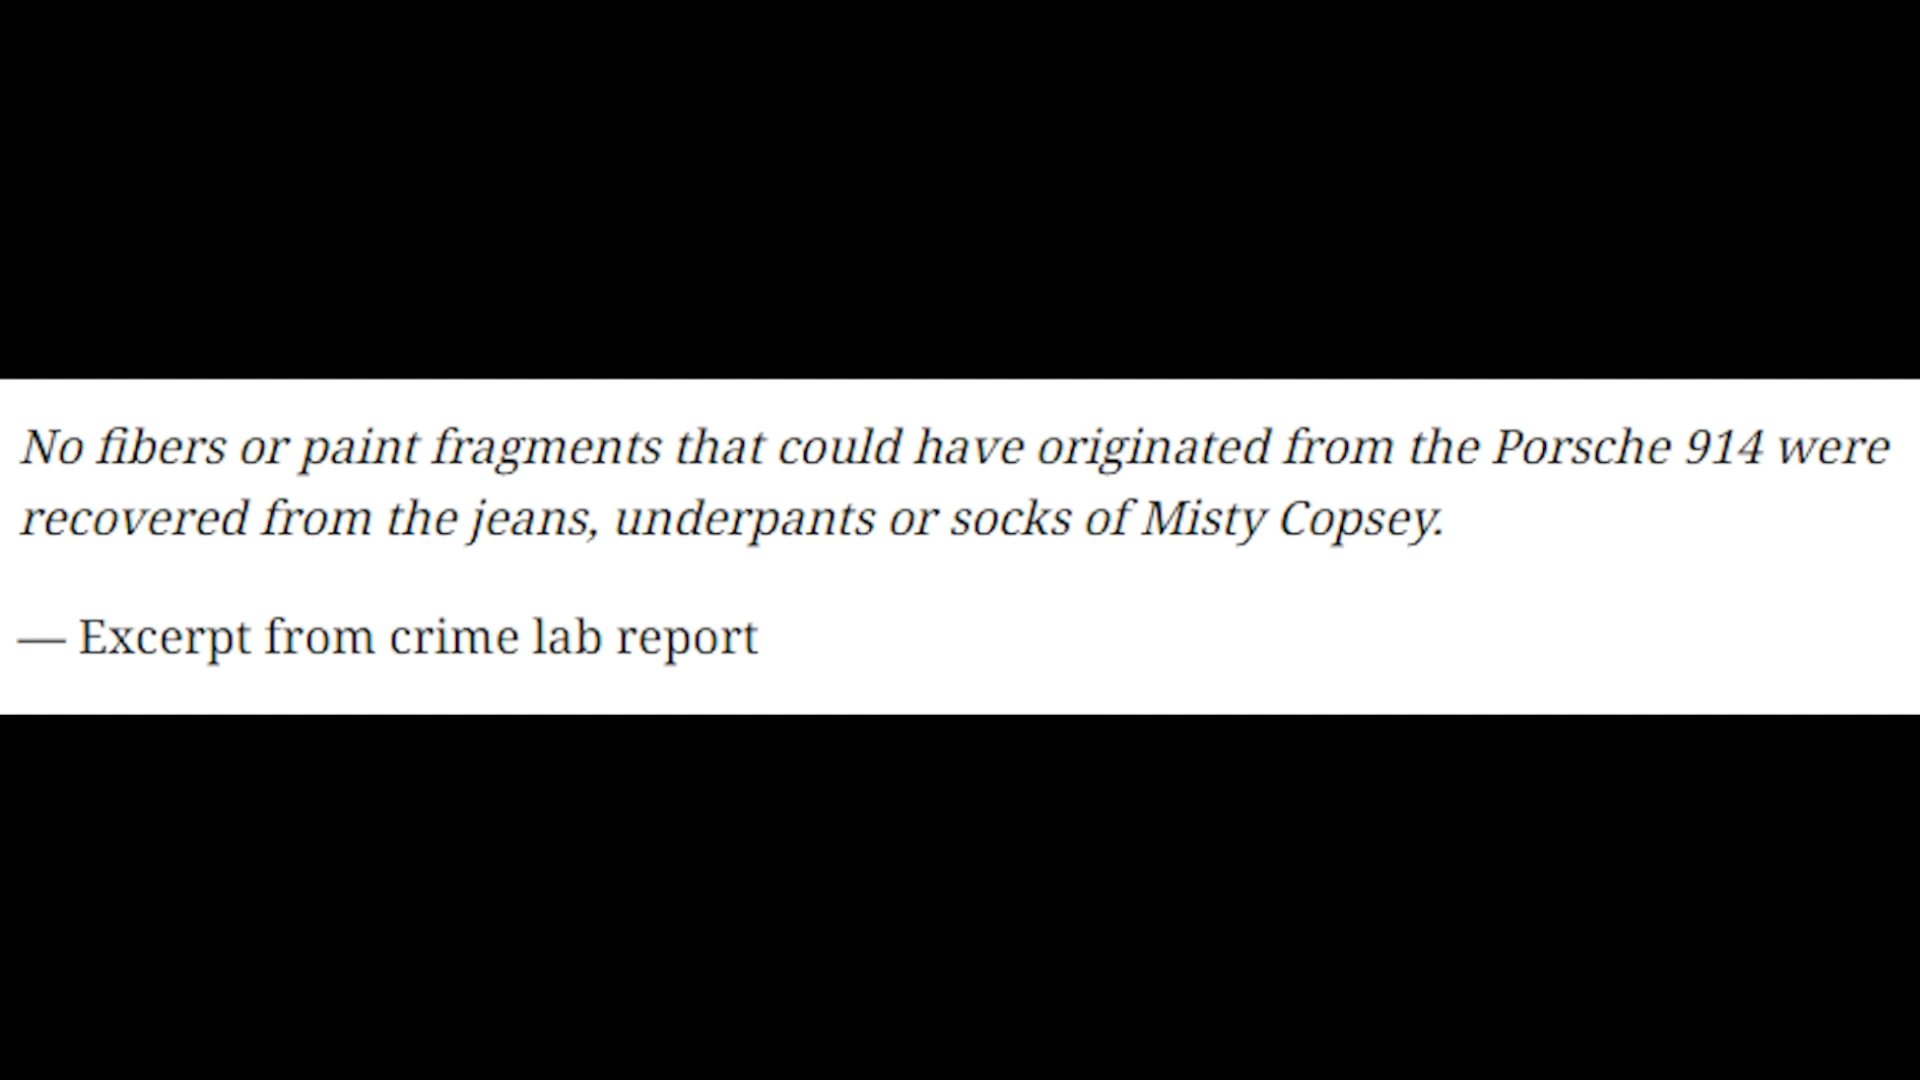 No fibers or paint fragments that could have originated from the Porsche 914 were
recovered from the jeans, underpants or socks of Misty Copsey.
— Excerpt from crime lab report